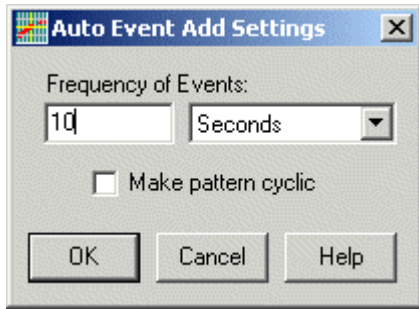 Auto Event Add Settings
Frequency of Events:
10 Seconds
Make pattern cyclic
OK Cancel Help